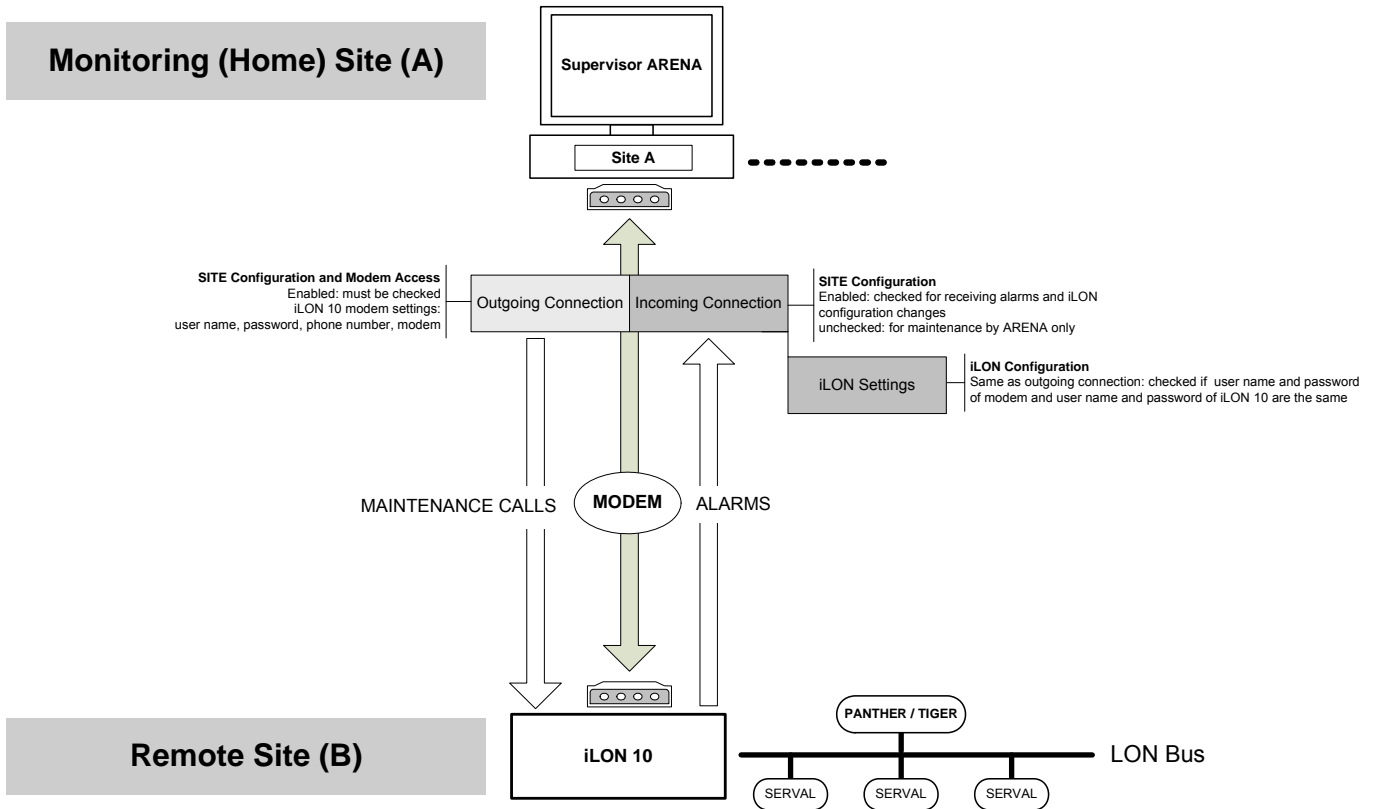 Monitoring (Home) Site (A)
Supervisor ARENA
Site A
SITE Configuration and Modem Access
Enabled: must be checked
iLON 10 modem settings:
user name, password, phone number, modem
Outgoing Connection
Incoming Connection
SITE Configuration
Enabled: checked for receiving alarms and iLON
configuration changes
unchecked: for maintenance by ARENA only
iLON Settings
iLON Configuration
Same as outgoing connection: checked if user name and password
of modem and user name and password of iLON 10 are the same
MAINTENANCE CALLS
MODEM
ALARMS
Remote Site (B)
iLON 10
PANTHER / TIGER
LON Bus
SERVAL
SERVAL
SERVAL